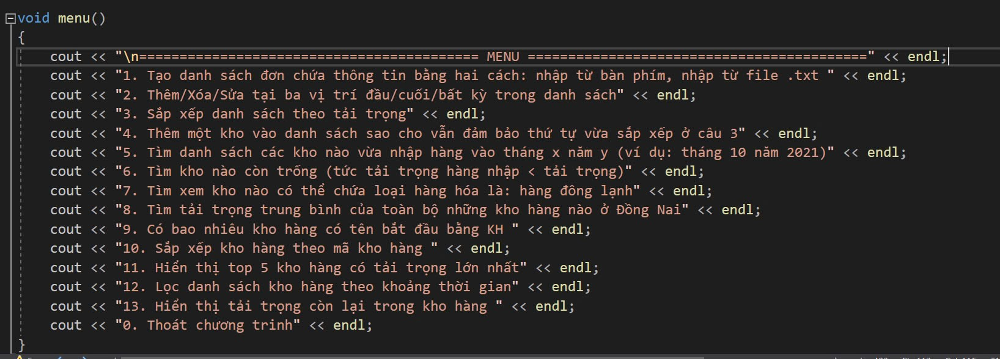 void menu()
{
cout << "\n========================================== MENU ==========================================" << endl;
cout << "1. Tạo danh sách đơn chứa thông tin bằng hai cách: nhập từ bàn phím, nhập từ file .txt " << endl;
cout << "2. Thêm/Xóa/Sửa tại ba vị trí đầu/cuối/bất kỳ trong danh sách" << endl;
cout << "3. Sắp xếp danh sách theo tải trọng" << endl;
cout << "4. Thêm một kho vào danh sách sao cho vẫn đảm bảo thứ tự vừa sắp xếp ở câu 3" << endl;
cout << "5. Tìm danh sách các kho nào vừa nhập hàng vào tháng x năm y (ví dụ: tháng 10 năm 2021)" << endl;
cout << "6. Tìm kho nào còn trống (tức tải trọng hàng nhập < tải trọng)" << endl;
cout << "7. Tìm xem kho nào có thể chứa loại hàng hóa là: hàng đông lạnh" << endl;
cout << "8. Tìm tải trọng trung bình của toàn bộ những kho hàng nào ở Đồng Nai" << endl;
cout << "9. Có bao nhiêu kho hàng có tên bắt đầu bằng KH " << endl;
cout << "10. Sắp xếp kho hàng theo mã kho hàng " << endl;
cout << "11. Hiển thị top 5 kho hàng có tải trọng lớn nhất" << endl;
cout << "12. Lọc danh sách kho hàng theo khoảng thời gian" << endl;
cout << "13. Hiển thị tải trọng còn lại trong kho hàng " << endl;
cout << "0. Thoát chương trinh" << endl;
}